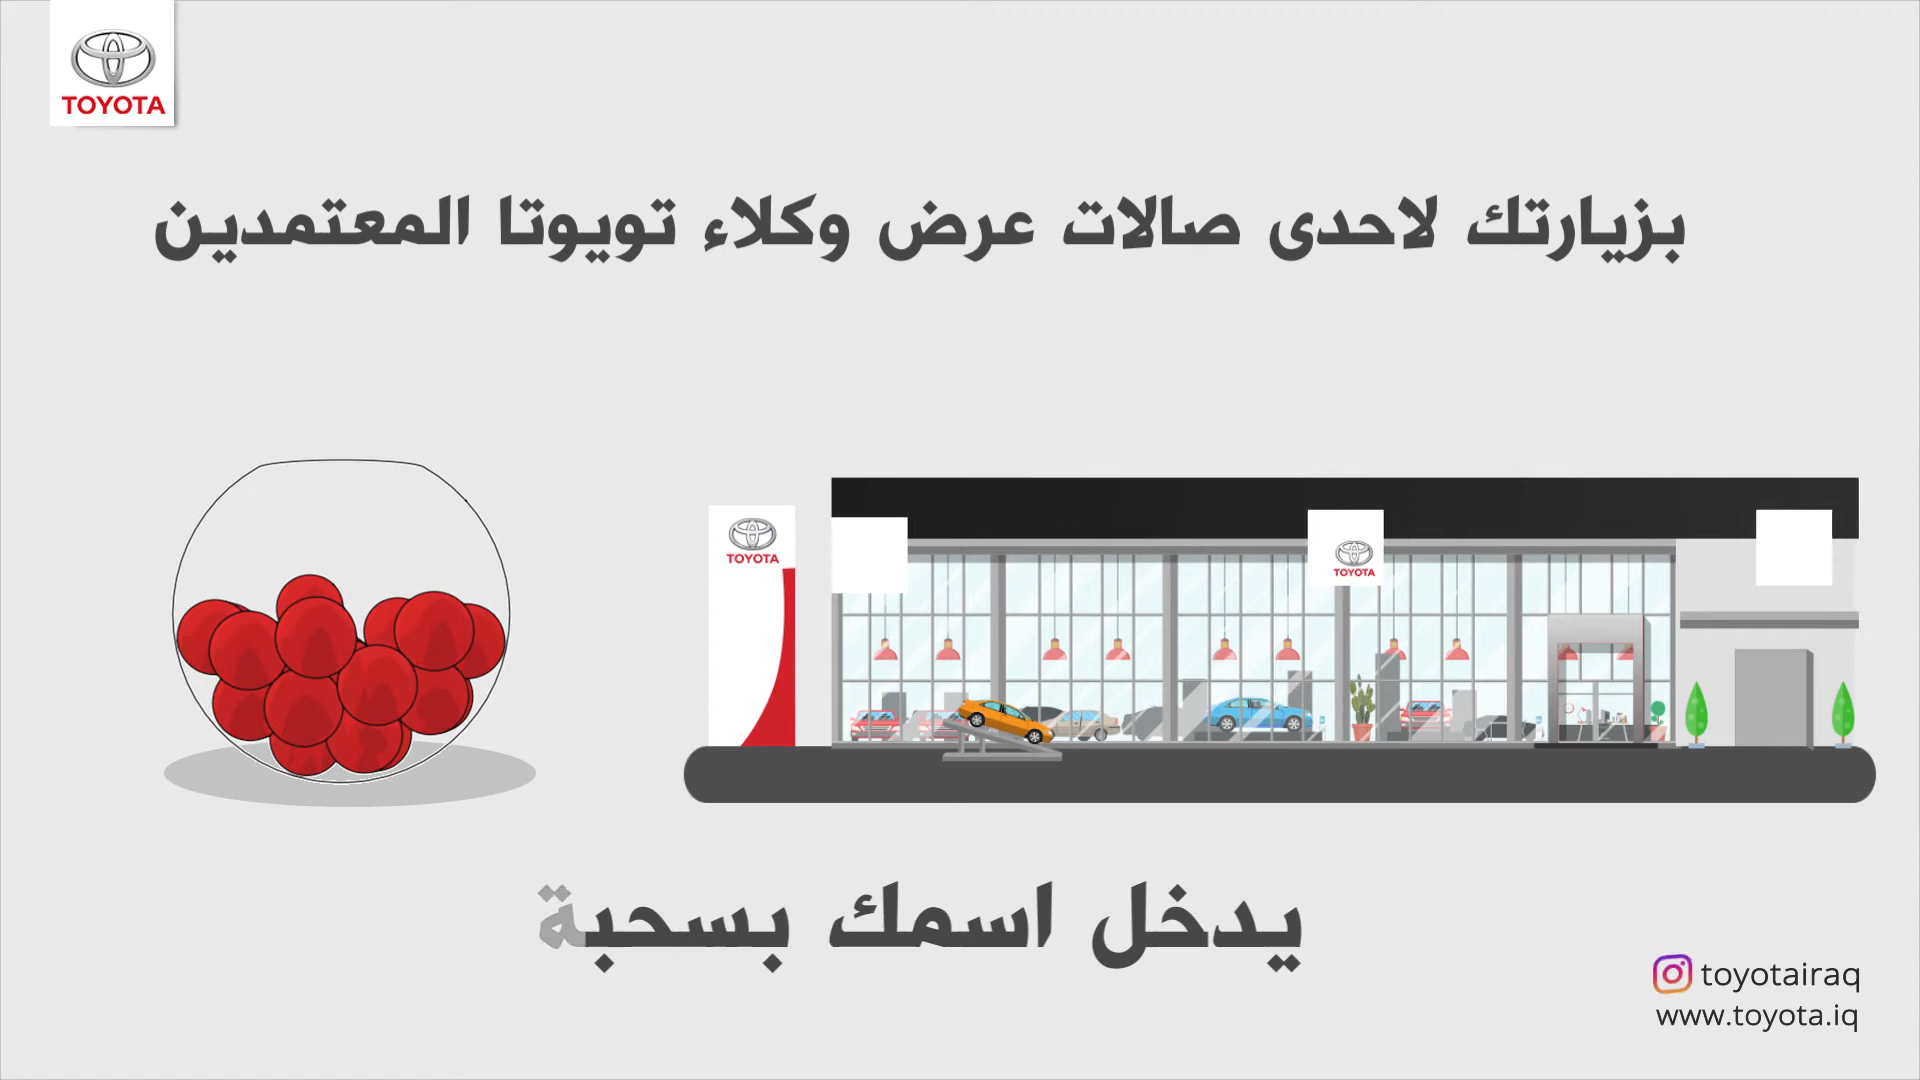 TOYOTA
بزيارتك لاحدى صالات عرض وكلاء تويوتا المعتمدين
TOYOTA
TOYOTA
يدخل اسمك بسحبة
toyotairaq
www.toyota.iq